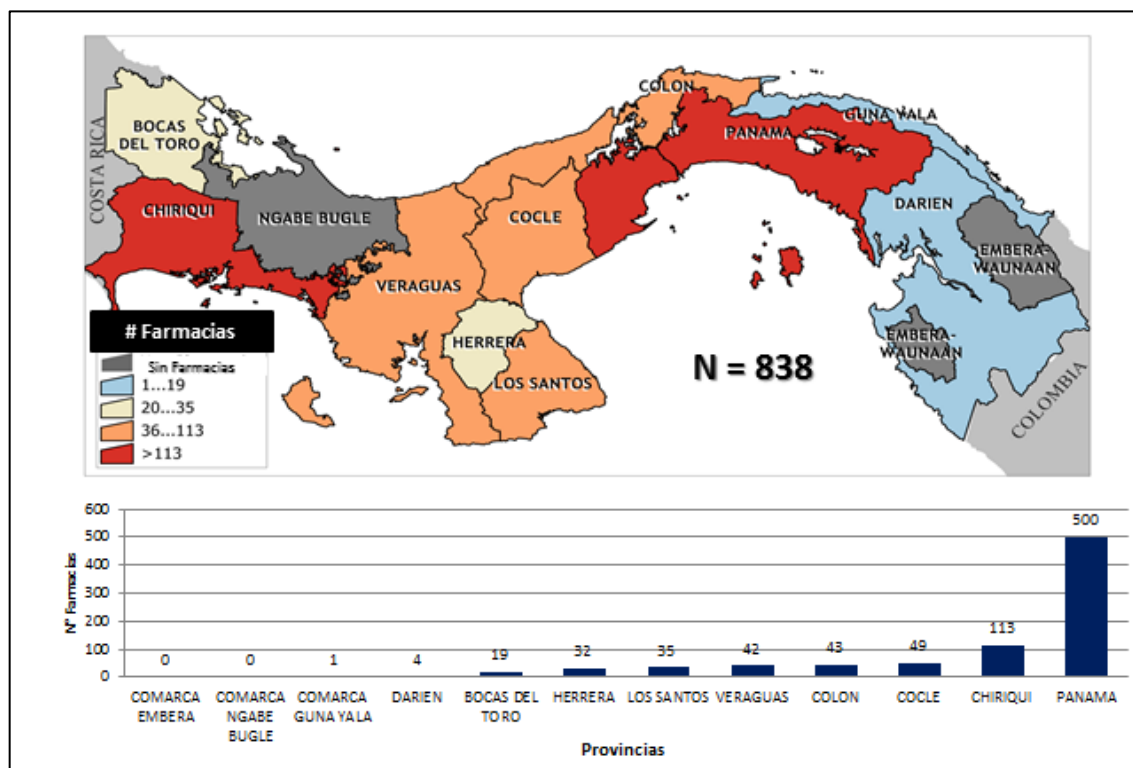 COLON
GUNA YALA
PANAMA
BOCAS
DEL TORO
COSTA RICA
CHIRIQUI
NGABE BUGLE
COCLE
DARIEN
EMBERA-
WAUNAAN
VERAGUAS
HERRERA
LOS SANTOS
EMBERA-
WAUNAAN
COLOMBIA
N = 838
# Farmacias
Sin Farmacias
1...19
20...35
36...113
>113
N° Farmacias
600
500
400
300
200
100
0
0
0
1
4
19
32
35
42
43
49
113
500
COMARCA
EMBERA
COMARCA
NGABE
BUGLE
COMARCA
GUNA YALA
DARIEN
BOCAS DEL
TORO
HERRERA
LOS SANTOS
VERAGUAS
COLON
COCLE
CHIRIQUI
PANAMA
Provincias